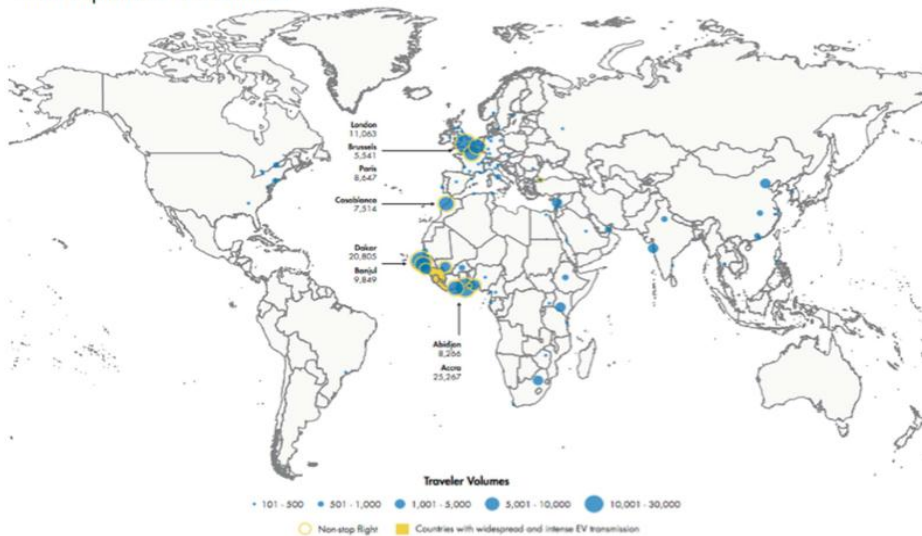 London
11,063
Brussels
5,541
Paris
8,647
Casablanca
7,514
Dakar
20,805
Banjul
9,849
Abidjan
8,266
Accra
25,267
Traveler Volumes
101 - 500
501 - 1,000
1,001 - 5,000
5,001 - 10,000
10,001 - 30,000
Non-stop flight
Countries with widespread and intense EV transmission